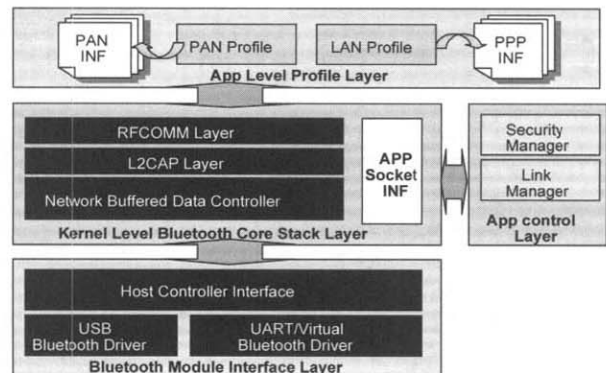 PAN
INF
PAN Profile
LAN Profile
PPP
INF
App Level Profile Layer
RFCOMM Layer
L2CAP Layer
Network Buffered Data Controller
APP
Socket
INF
Kernel Level Bluetooth Core Stack Layer
Security
Manager
Link
Manager
App control
Layer
Host Controller Interface
USB
Bluetooth Driver
UART/Virtual
Bluetooth Driver
Bluetooth Module Interface Layer